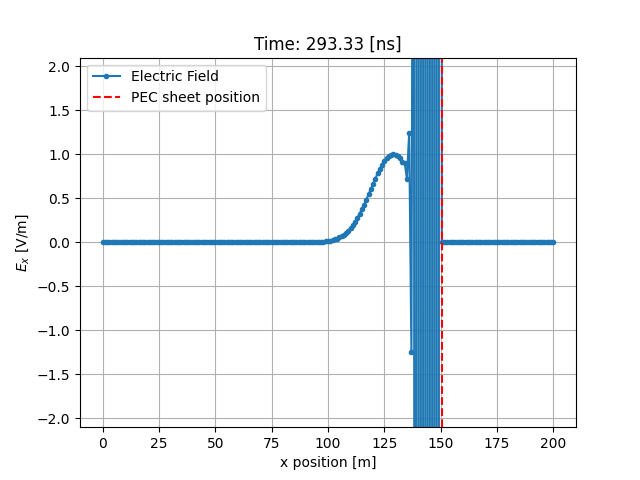 Time: 293.33 [ns]
Electric Field
PEC sheet position
2.0
1.5
1.0
0.5
0.0
−0.5
−1.0
−1.5
−2.0
Eₓ [V/m]
0 25 50 75 100 125 150 175 200
x position [m]